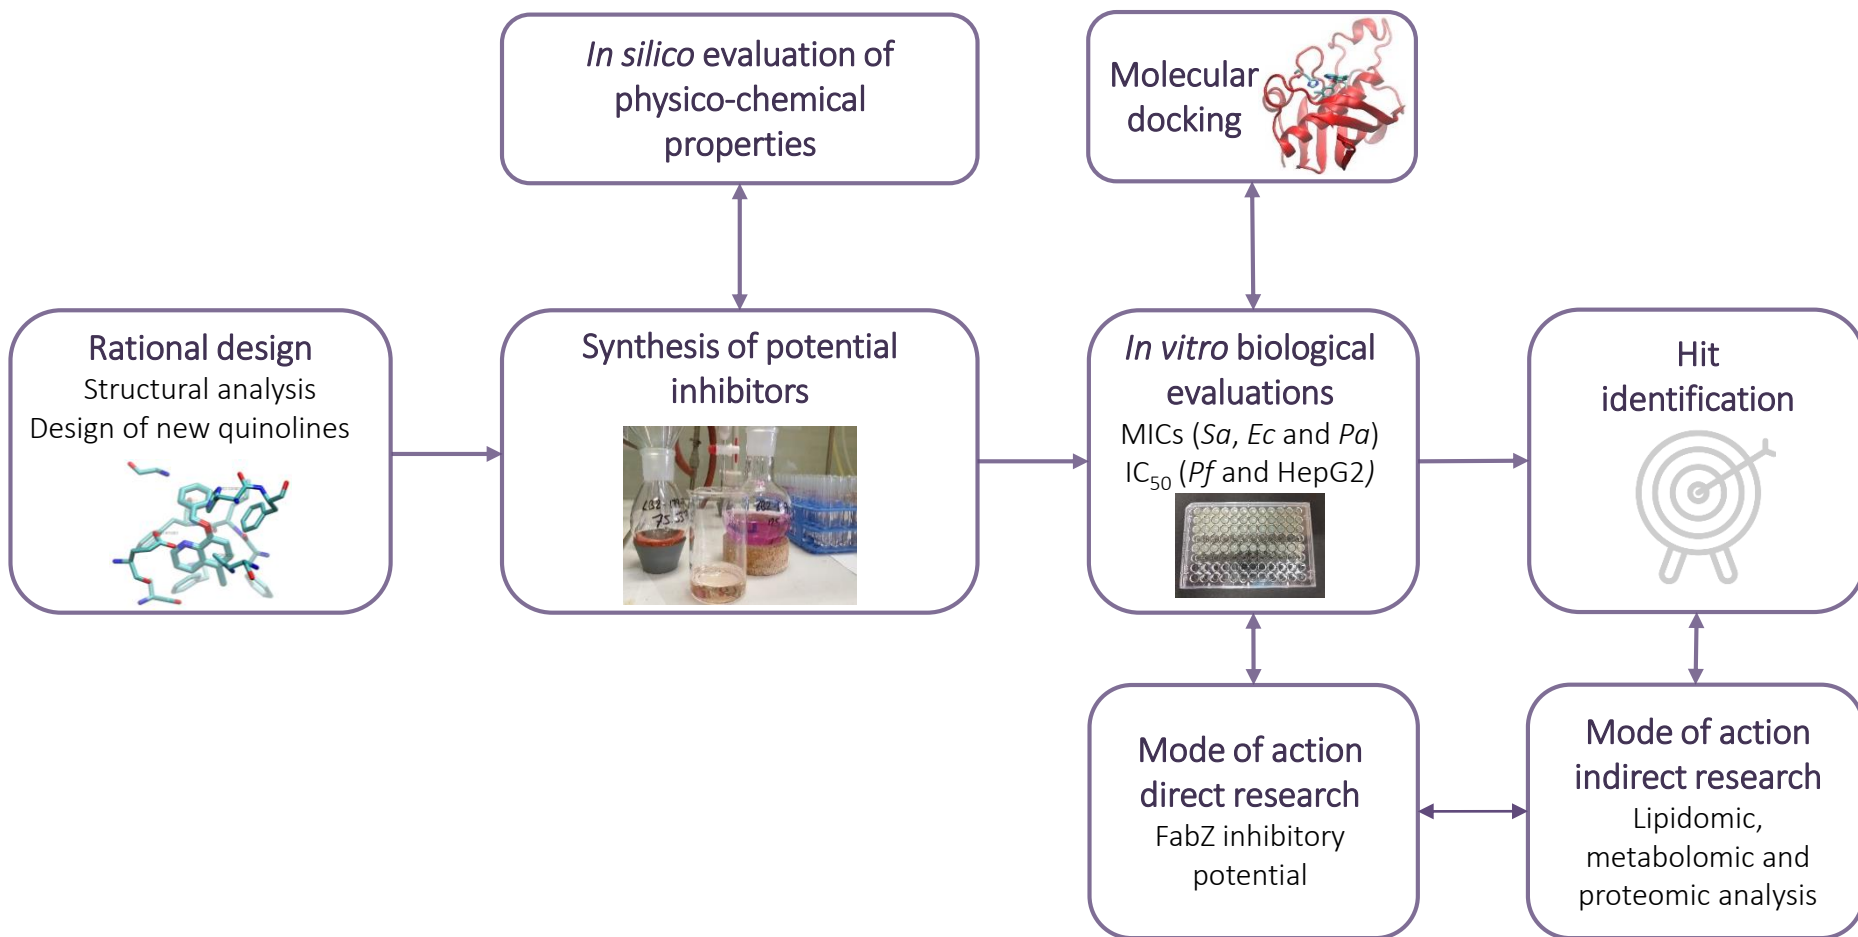 In silico evaluation of
physico-chemical
properties
Molecular
docking
Rational design
Structural analysis
Design of new quinolines
Synthesis of potential
inhibitors
In vitro biological
evaluations
MICs (Sa, Ec and Pa)
IC50 (Pf and HepG2)
Hit
identification
Mode of action
direct research
FabZ inhibitory
potential
Mode of action
indirect research
Lipidomic,
metabolomic and
proteomic analysis